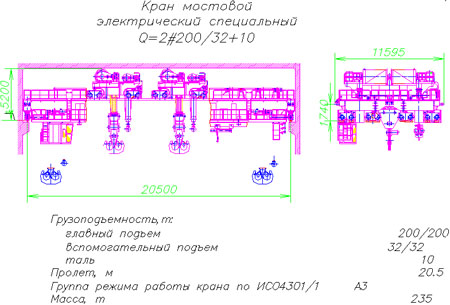 Кран мостовой
электрический специальный
Q=2#200/32+10
11595
5200
1740
20500
Грузоподъемность, т:
главный подъем 200/200
вспомогательный подъем 32/32
таль 10
Пролет, м 20.5
Группа режима работы крана по ИСО4301/1 А3
Масса, т 235